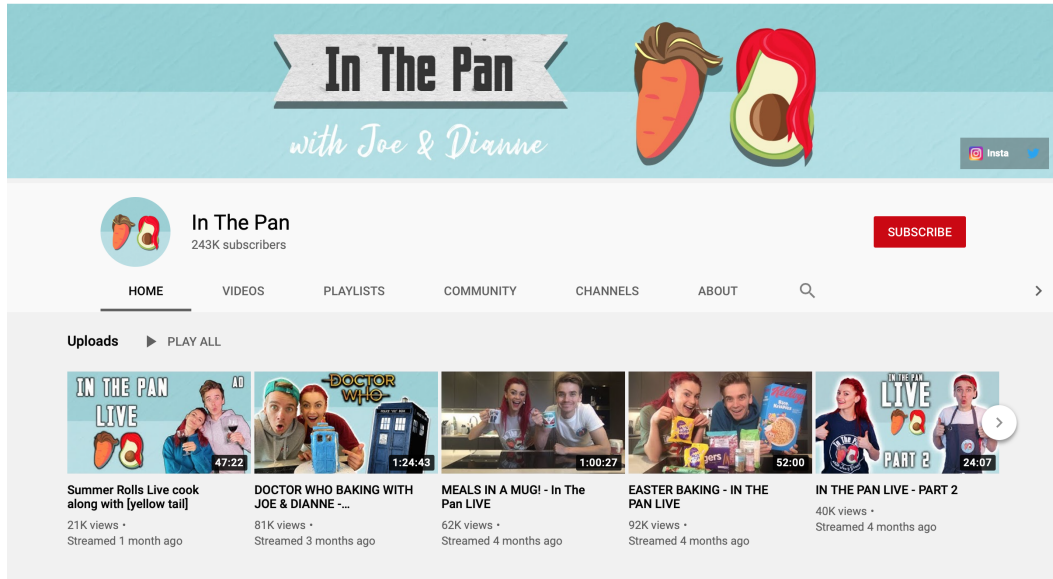 In The Pan
with Joe & Dianne
Insta
In The Pan
243K subscribers
SUBSCRIBE
HOME VIDEOS PLAYLISTS COMMUNITY CHANNELS ABOUT
Uploads PLAY ALL
IN THE PAN
LIVE
AD
47:22
DOCTOR
WHO
1:24:43
1:00:27
52:00
IN THE PAN
LIVE
PART 2
24:07
Summer Rolls Live cook
along with [yellow tail]
21K views •
Streamed 1 month ago
DOCTOR WHO BAKING WITH
JOE & DIANNE -...
81K views •
Streamed 3 months ago
MEALS IN A MUG! - In The
Pan LIVE
62K views •
Streamed 4 months ago
EASTER BAKING - IN THE
PAN LIVE
92K views •
Streamed 4 months ago
IN THE PAN LIVE - PART 2
40K views •
Streamed 4 months ago